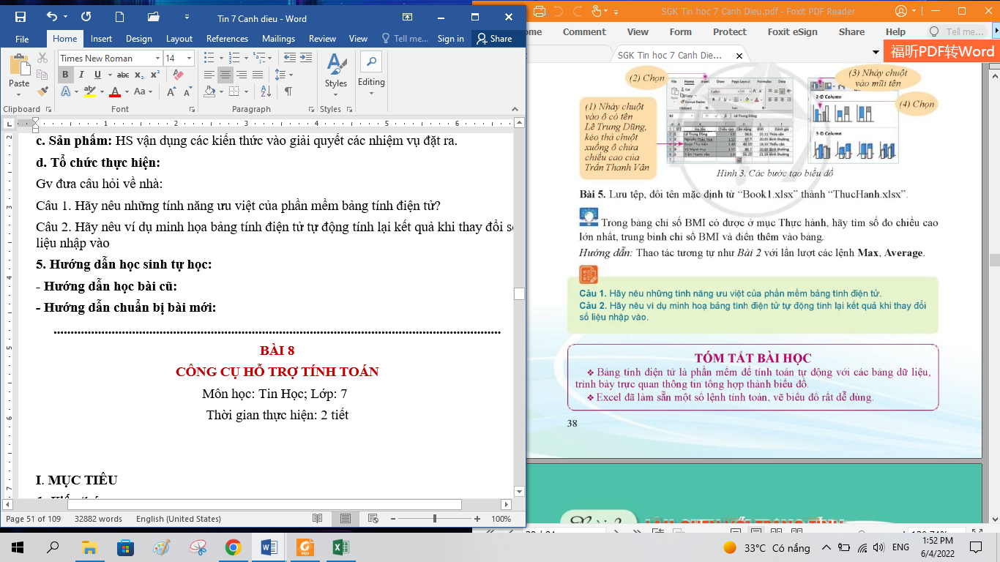 Tin 7 Canh dieu - Word
File
Home
Insert
Design
Layout
References
Mailings
Review
View
Tell me...
Sign in
Share
Times New Roman
14
Paste
Styles
Editing
Clipboard
Font
Paragraph
Styles
c. Sản phẩm: HS vận dụng các kiến thức vào giải quyết các nhiệm vụ đặt ra.
d. Tổ chức thực hiện:
Gv đưa câu hỏi về nhà:
Câu 1. Hãy nêu những tính năng ưu việt của phần mềm bảng tính điện tử?
Câu 2. Hãy nêu ví dụ minh họa bảng tính điện tử tự động tính lại kết quả khi thay đổi số
liệu nhập vào
5. Hướng dẫn học sinh tự học:
- Hướng dẫn học bài cũ:
- Hướng dẫn chuẩn bị bài mới:
BÀI 8
CÔNG CỤ HỖ TRỢ TÍNH TOÁN
Môn học: Tin Học; Lớp: 7
Thời gian thực hiện: 2 tiết
I. MỤC TIÊU
Page 51 of 109
32882 words
English (United States)
100%
SGK Tin hoc 7 Canh Dieu.pdf - Foxit PDF Reader
ome
Comment
View
Form
Protect
Foxit eSign
Share
Help
Tell me...
SGK Tin hoc 7 Canh Die...
福昕PDF转Word
(2) Chọn
(3) Nháy chuột
vào mũi tên
(4) Chọn
(1) Nháy chuột
vào ô có tên
Lê Trung Dũng,
kéo thả chuột
xuống ô chứa
chiều cao của
Trần Thanh Vân
2-D Column
3-D Column
Hình 3. Các bước tạo biểu đồ
Bài 5. Lưu tệp, đổi tên mặc định từ “Book1.xlsx” thành “ThucHanh.xlsx”.
Trong bảng chỉ số BMI có được ở mục Thực hành, hãy tìm số đo chiều cao
lớn nhất, trung bình chỉ số BMI và điền thêm vào bảng.
Hướng dẫn: Thao tác tương tự như Bài 2 với lần lượt các lệnh Max, Average.
Câu 1. Hãy nêu những tính năng ưu việt của phần mềm bảng tính điện tử.
Câu 2. Hãy nêu ví dụ minh hoạ bảng tính điện tử tự động tính lại kết quả khi thay đổi
số liệu nhập vào.
TÓM TẮT BÀI HỌC
❖ Bảng tính điện tử là phần mềm để tính toán tự động với các bảng dữ liệu,
trình bày trực quan thông tin tổng hợp thành biểu đồ.
❖ Excel đã làm sẵn một số lệnh tính toán, vẽ biểu đồ rất dễ dùng.
38
33°C Có nắng
ENG
1:52 PM
6/4/2022